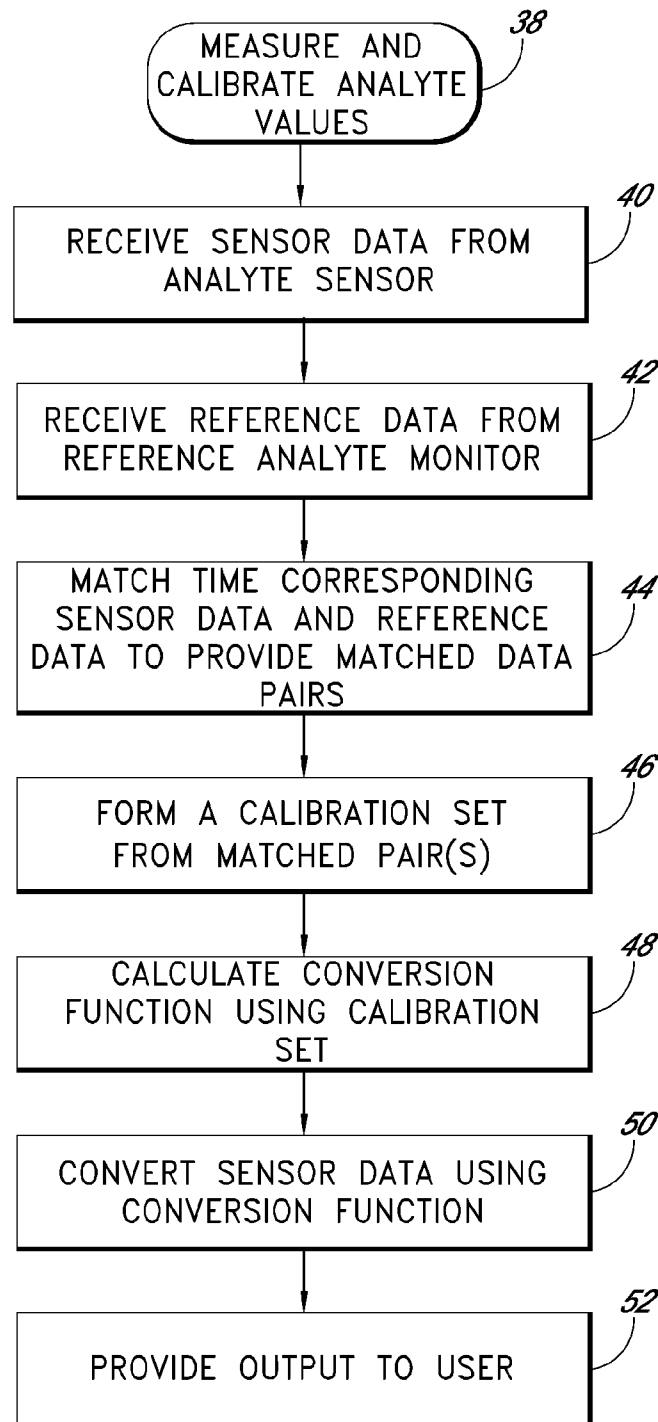 38
MEASURE AND
CALIBRATE ANALYTE
VALUES
40
RECEIVE SENSOR DATA FROM
ANALYTE SENSOR
42
RECEIVE REFERENCE DATA FROM
REFERENCE ANALYTE MONITOR
44
MATCH TIME CORRESPONDING
SENSOR DATA AND REFERENCE
DATA TO PROVIDE MATCHED DATA
PAIRS
46
FORM A CALIBRATION SET
FROM MATCHED PAIR(S)
48
CALCULATE CONVERSION
FUNCTION USING CALIBRATION
SET
50
CONVERT SENSOR DATA USING
CONVERSION FUNCTION
52
PROVIDE OUTPUT TO USER